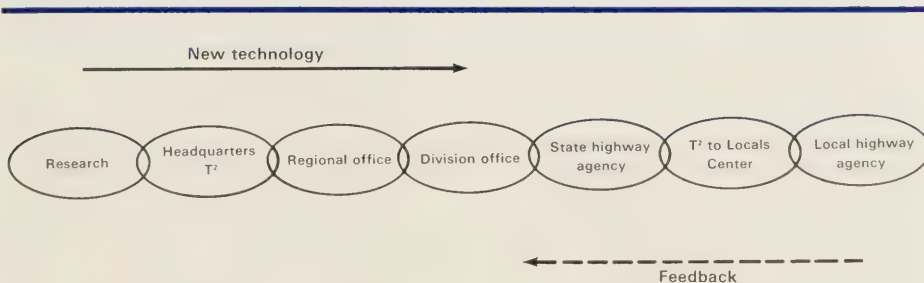 New technology
Research
Headquarters
T²
Regional office
Division office
State highway
agency
T² to Locals
Center
Local highway
agency
Feedback